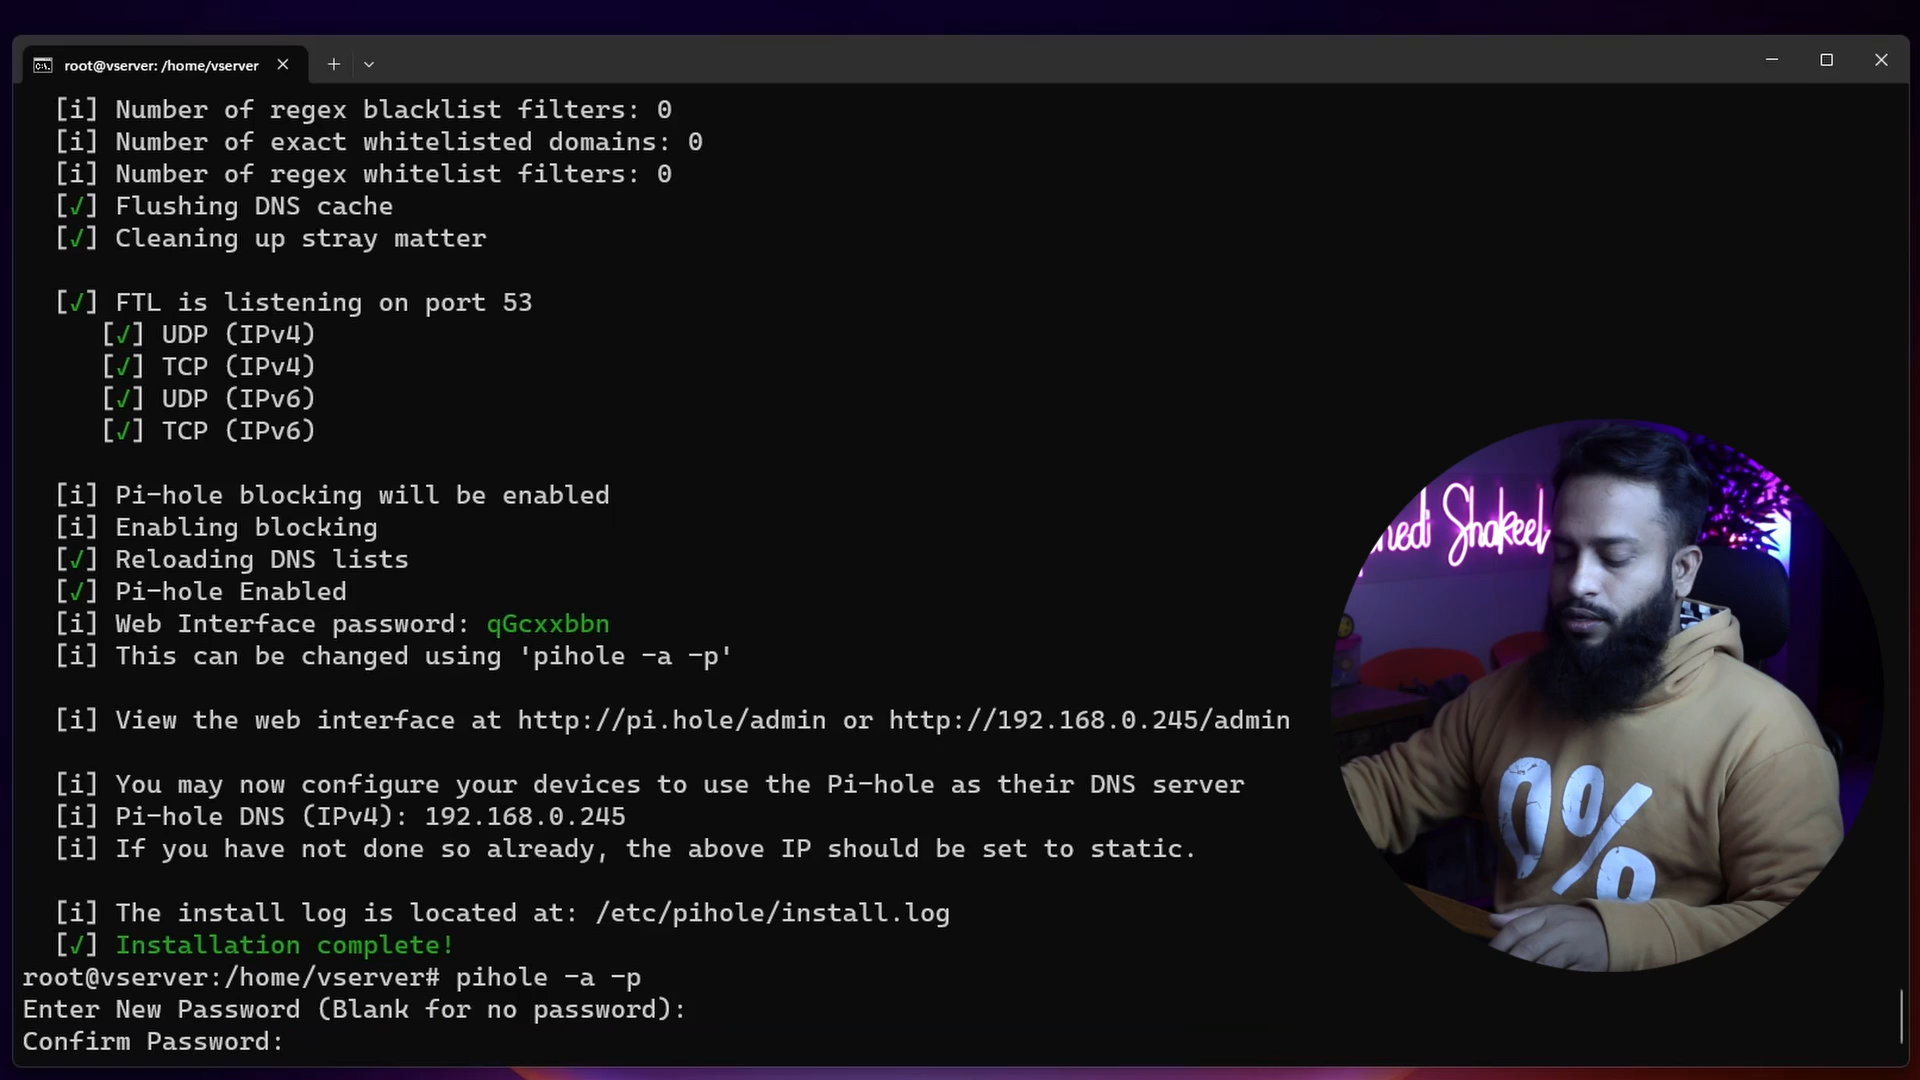 root@vserver: /home/vserver
[i] Number of regex blacklist filters: 0
[i] Number of exact whitelisted domains: 0
[i] Number of regex whitelist filters: 0
[√] Flushing DNS cache
[√] Cleaning up stray matter
[√] FTL is listening on port 53
[√] UDP (IPv4)
[√] TCP (IPv4)
[√] UDP (IPv6)
[√] TCP (IPv6)
[i] Pi-hole blocking will be enabled
[i] Enabling blocking
[√] Reloading DNS lists
[√] Pi-hole Enabled
[i] Web Interface password: qGcxxbbn
[i] This can be changed using 'pihole -a -p'
[i] View the web interface at http://pi.hole/admin or http://192.168.0.245/admin
[i] You may now configure your devices to use the Pi-hole as their DNS server
[i] Pi-hole DNS (IPv4): 192.168.0.245
[i] If you have not done so already, the above IP should be set to static.
[i] The install log is located at: /etc/pihole/install.log
[√] Installation complete!
root@vserver:/home/vserver# pihole -a -p
Enter New Password (Blank for no password):
Confirm Password:
hedi Shakeel
0%